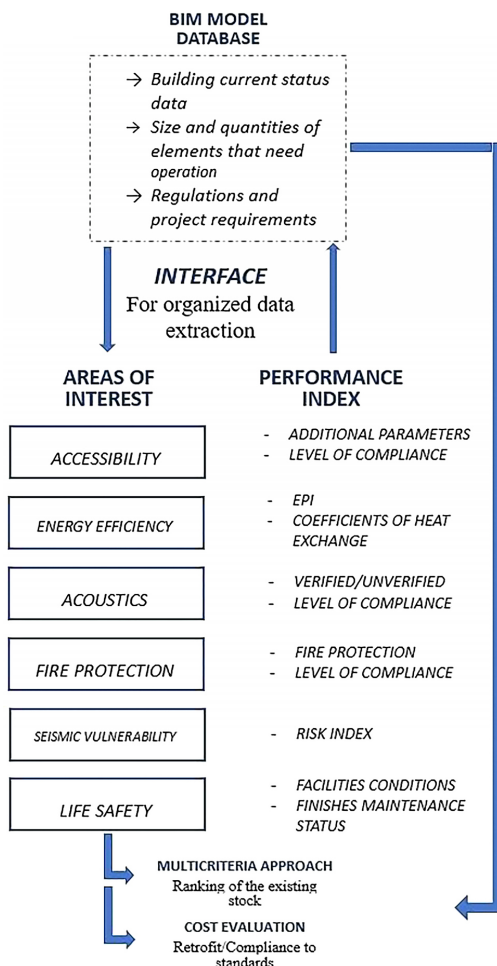 BIM MODEL
DATABASE
→ Building current status
data
→ Size and quantities of
elements that need
operation
→ Regulations and
project requirements
INTERFACE
For organized data
extraction
AREAS OF
INTEREST
PERFORMANCE
INDEX
ACCESSIBILITY
- ADDITIONAL PARAMETERS
- LEVEL OF COMPLIANCE
ENERGY EFFICIENCY
- EPI
- COEFFICIENTS OF HEAT
EXCHANGE
ACOUSTICS
- VERIFIED/UNVERIFIED
- LEVEL OF COMPLIANCE
FIRE PROTECTION
- FIRE PROTECTION
- LEVEL OF COMPLIANCE
SEISMIC VULNERABILITY
- RISK INDEX
LIFE SAFETY
- FACILITIES CONDITIONS
- FINISHES MAINTENANCE
STATUS
MULTICRITERIA APPROACH
Ranking of the existing
stock
COST EVALUATION
Retrofit/Compliance to
standards